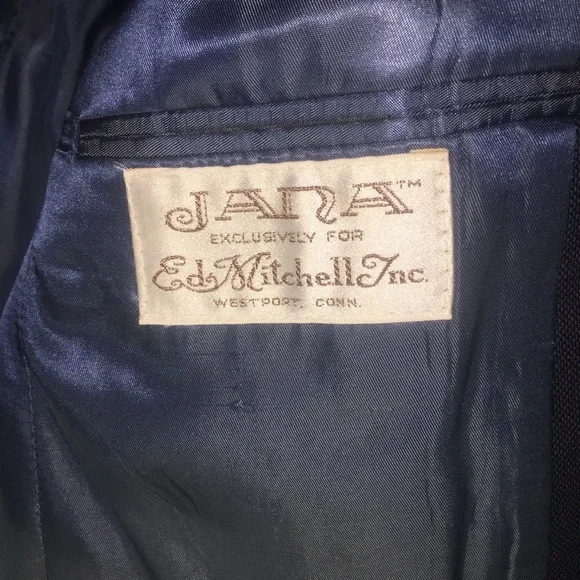 JANA™
EXCLUSIVELY FOR
Ed Mitchell Inc.
WESTPORT, CONN.